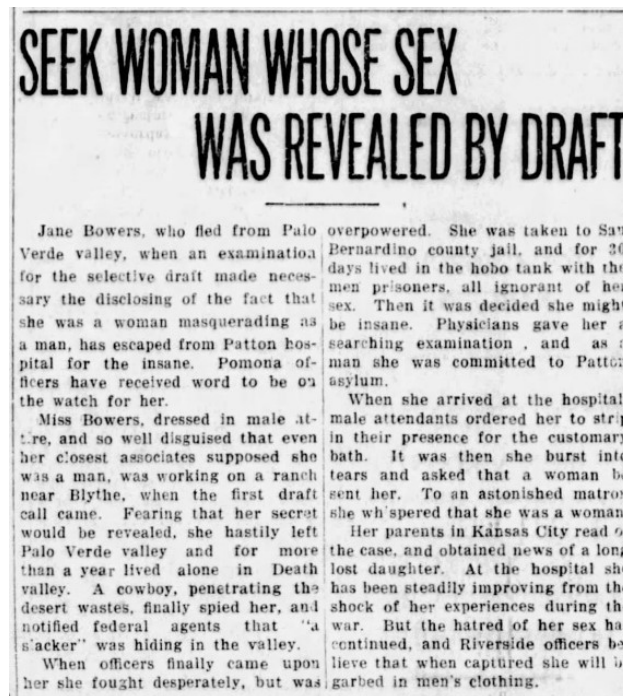 SEEK WOMAN WHOSE SEX
WAS REVEALED BY DRAFT
Jane Bowers, who fled from Palo
Verde valley, when an examination
for the selective draft made neces-
sary the disclosing of the fact that
she was a woman masquerading as
a man, has escaped from Patton hos-
pital for the insane. Pomona of-
ficers have received word to be on
the watch for her.
Miss Bowers, dressed in male at-
tire, and so well disguised that even
her closest associates supposed she
was a man, was working on a ranch
near Blythe, when the first draft
call came. Fearing that her secret
would be revealed, she hastily left
Palo Verde valley and for more
than a year lived alone in Death
valley. A cowboy, penetrating the
desert wastes, finally spied her, and
notified federal agents that "a
slacker" was hiding in the valley.
When officers finally came upon
her she fought desperately, but was
overpowered. She was taken to San
Bernardino county jail, and for 30
days lived in the hobo tank with the
men prisoners, all ignorant of her
sex. Then it was decided she might
be insane. Physicians gave her a
searching examination , and as a
man she was committed to Patton
asylum.
When she arrived at the hospital
male attendants ordered her to strip
in their presence for the customary
bath. It was then she burst into
tears and asked that a woman be
sent her. To an astonished matron
she wh'spered that she was a woman
Her parents in Kansas City read of
the case, and obtained news of a long
lost daughter. At the hospital she
has been steadily improving from the
shock of her experiences during the
war. But the hatred of her sex ha
continued, and Riverside officers be
lieve that when captured she will b
garbed in men's clothing.